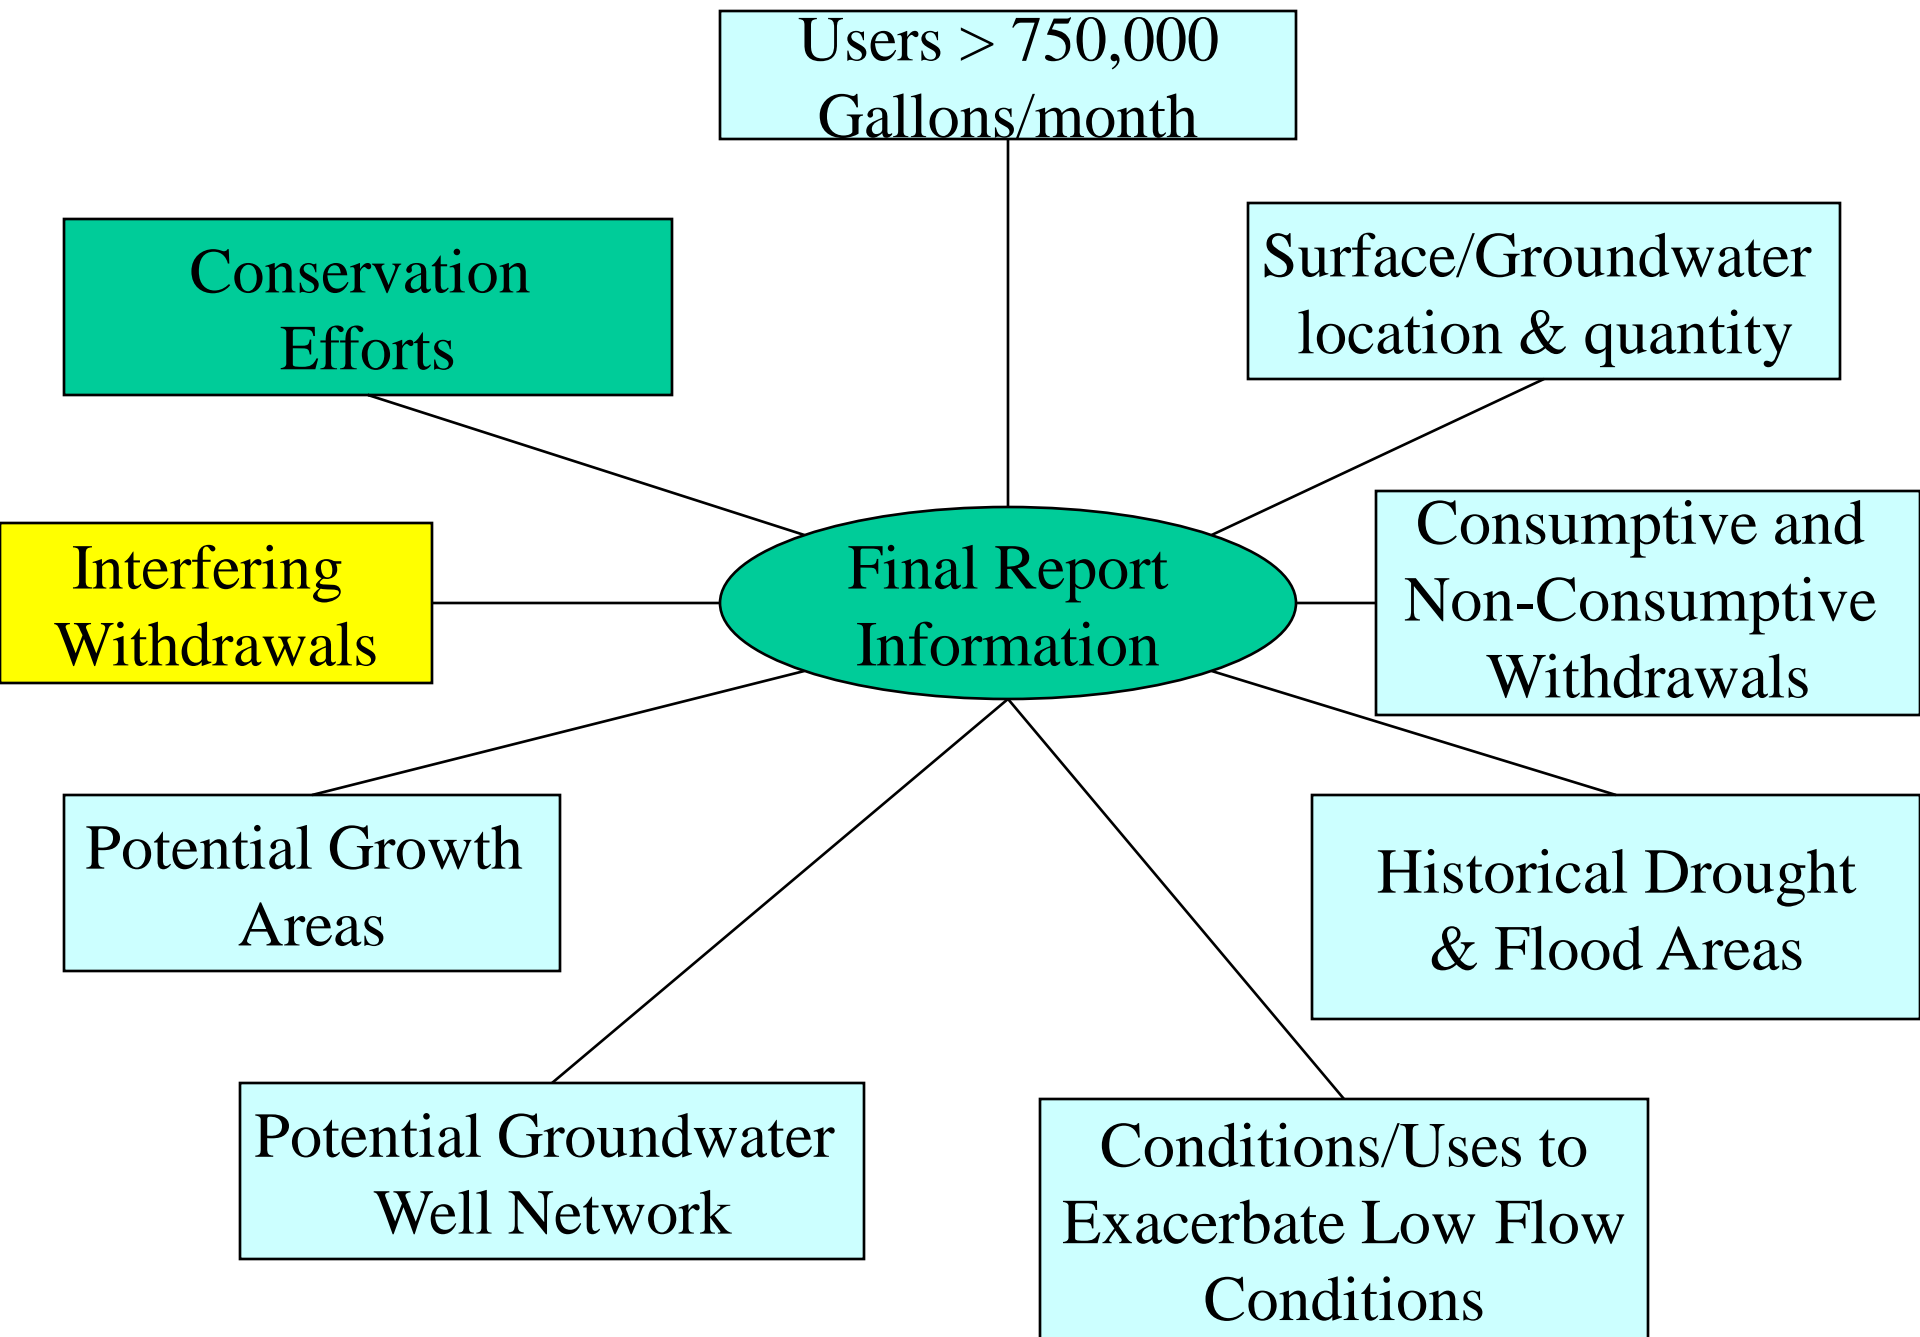 Users > 750,000
Gallons/month
Conservation
Efforts
Surface/Groundwater
location & quantity
Interfering
Withdrawals
Final Report
Information
Consumptive and
Non-Consumptive
Withdrawals
Potential Growth
Areas
Historical Drought
& Flood Areas
Potential Groundwater
Well Network
Conditions/Uses to
Exacerbate Low Flow
Conditions